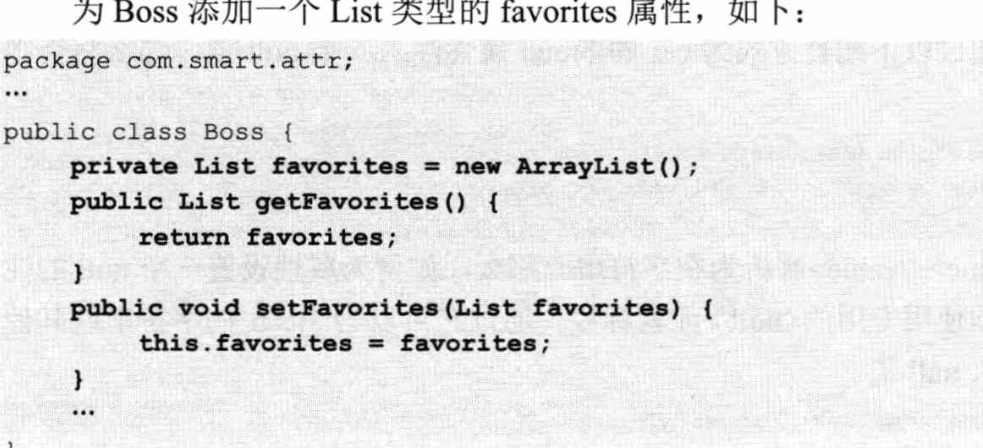 为 Boss 添加一个 List 类型的 favorites 属性，如下：
package com.smart.attr;
…
public class Boss {
    private List favorites = new ArrayList();
    public List getFavorites() {
        return favorites;
    }
    public void setFavorites(List favorites) {
        this.favorites = favorites;
    }
    …
}